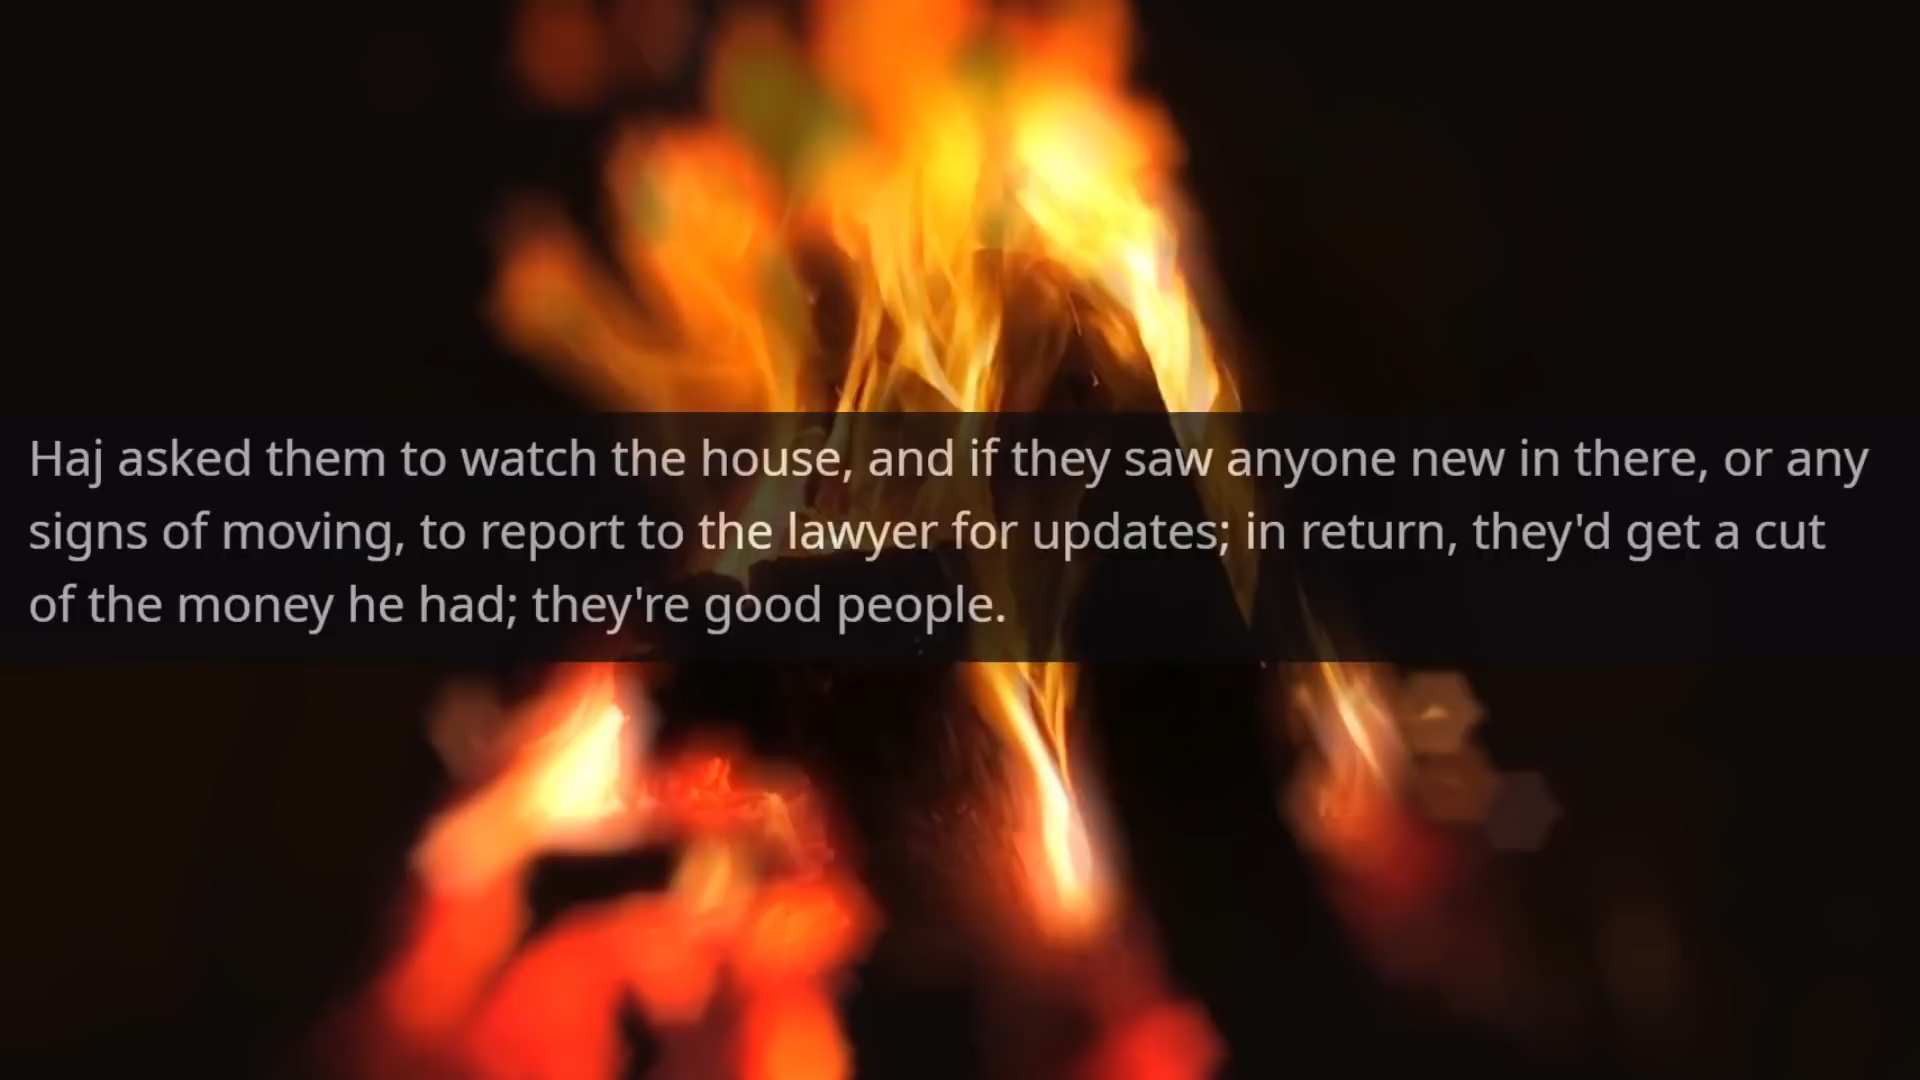 Haj asked them to watch the house, and if they saw anyone new in there, or any
signs of moving, to report to the lawyer for updates; in return, they'd get a cut
of the money he had; they're good people.